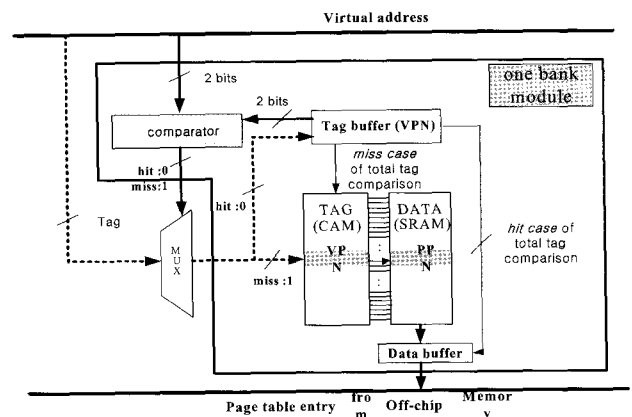 Virtual address
2 bits
one bank
module
2 bits
comparator
Tag buffer (VPN)
hit :0
miss:1
miss case
of total tag
comparison
hit :0
Tag
TAG
(CAM)
DATA
(SRAM)
hit case of
total tag
comparison
MUX
VP
N
PP
N
miss :1
Data buffer
Page table entry fro
m Off-chip Memor
y